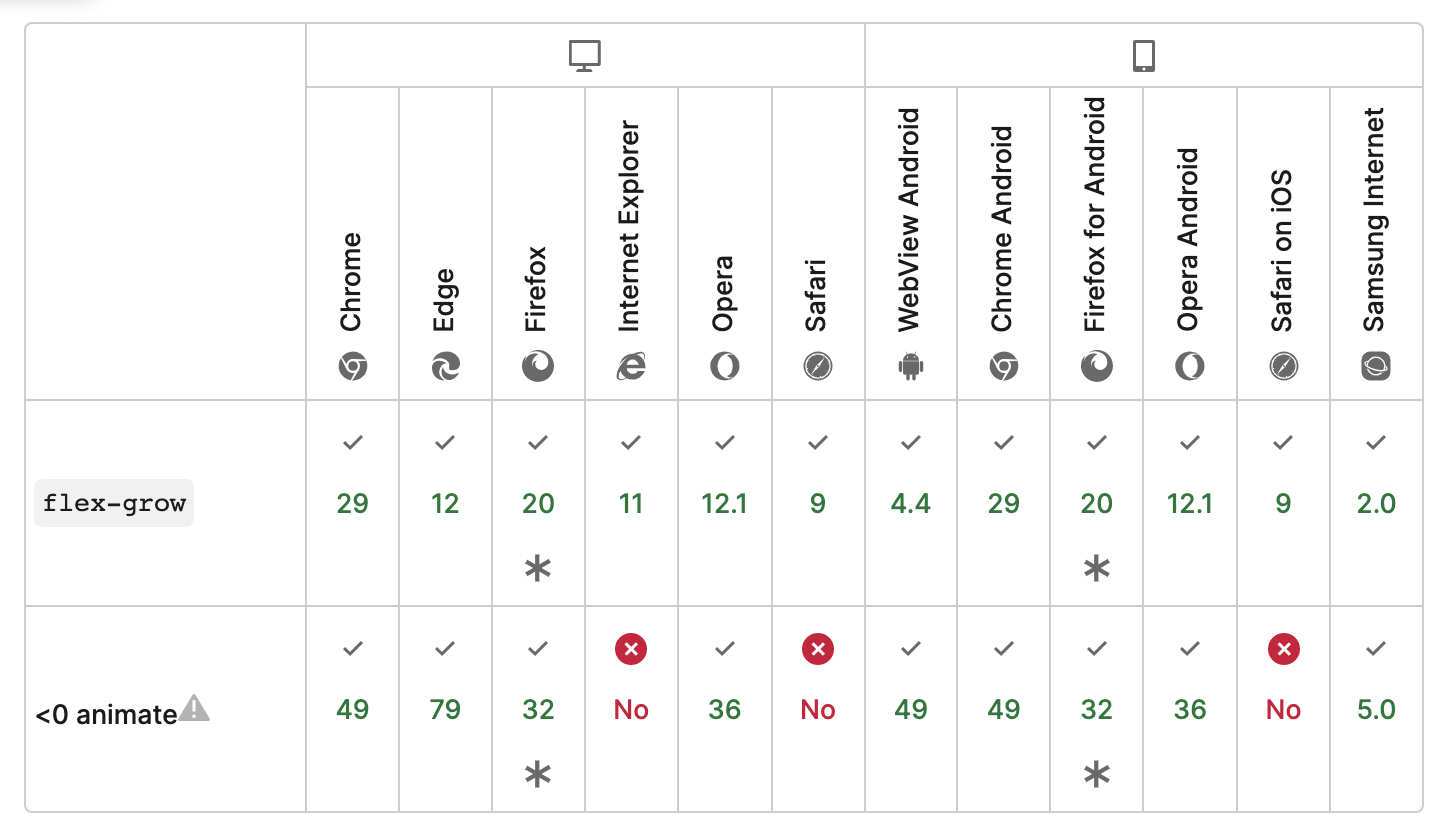 Chrome
Edge
Firefox
Internet Explorer
Opera
Safari
WebView Android
Chrome Android
Firefox for Android
Opera Android
Safari on iOS
Samsung Internet
flex-grow 29 12 20 11 12.1 9 4.4 29 20 12.1 9 2.0
* *
<0 animate 49 79 32 No 36 No 49 49 32 36 No 5.0
* *